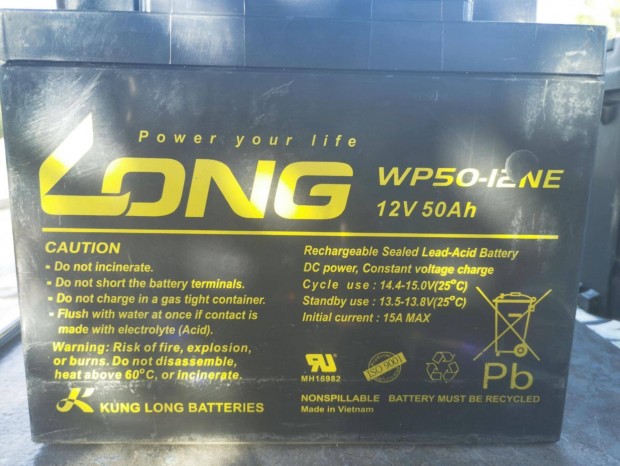 Power your life
LONG
WP50-12NE
12V 50Ah
CAUTION
• Do not incinerate.
• Do not short the battery terminals.
• Do not charge in a gas tight container.
• Flush with water at once if contact is
made with electrolyte (Acid).
Warning: Risk of fire, explosion,
or burns. Do not disassemble,
heat above 60°C, or incinerate.
KUNG LONG BATTERIES
Rechargeable Sealed Lead-Acid Battery
DC power, Constant voltage charge
Cycle use : 14.4-15.0V(25°C)
Standby use : 13.5-13.8V(25°C)
Initial current : 15A MAX
MH16982
ISO 9001
Pb
NONSPILLABLE BATTERY MUST BE RECYCLED
Made in Vietnam